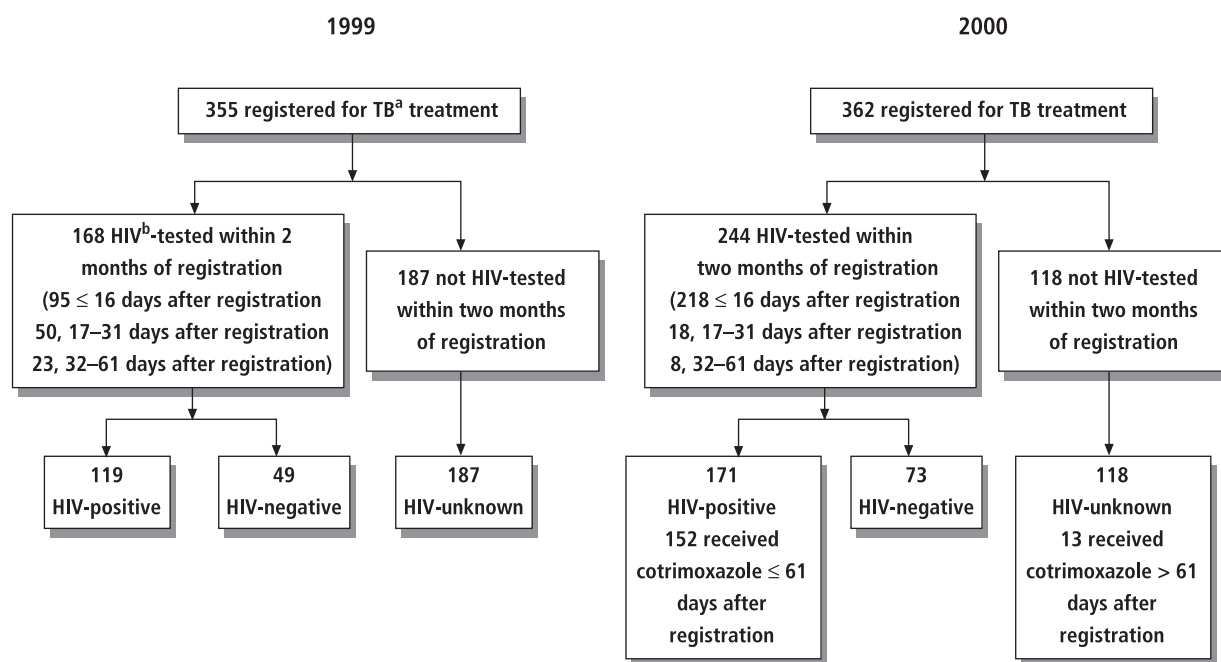 1999
355 registered for TBᵃ treatment
168 HIVᵇ-tested within 2
months of registration
(95 ≤ 16 days after registration
50, 17–31 days after registration
23, 32–61 days after registration)
187 not HIV-tested
within two months
of registration
119
HIV-positive
49
HIV-negative
187
HIV-unknown
2000
362 registered for TB treatment
244 HIV-tested within
two months of registration
(218 ≤ 16 days after registration
18, 17–31 days after registration
8, 32–61 days after registration)
118 not HIV-tested
within two months
of registration
171
HIV-positive
152 received
cotrimoxazole ≤ 61
days after
registration
73
HIV-negative
118
HIV-unknown
13 received
cotrimoxazole > 61
days after
registration